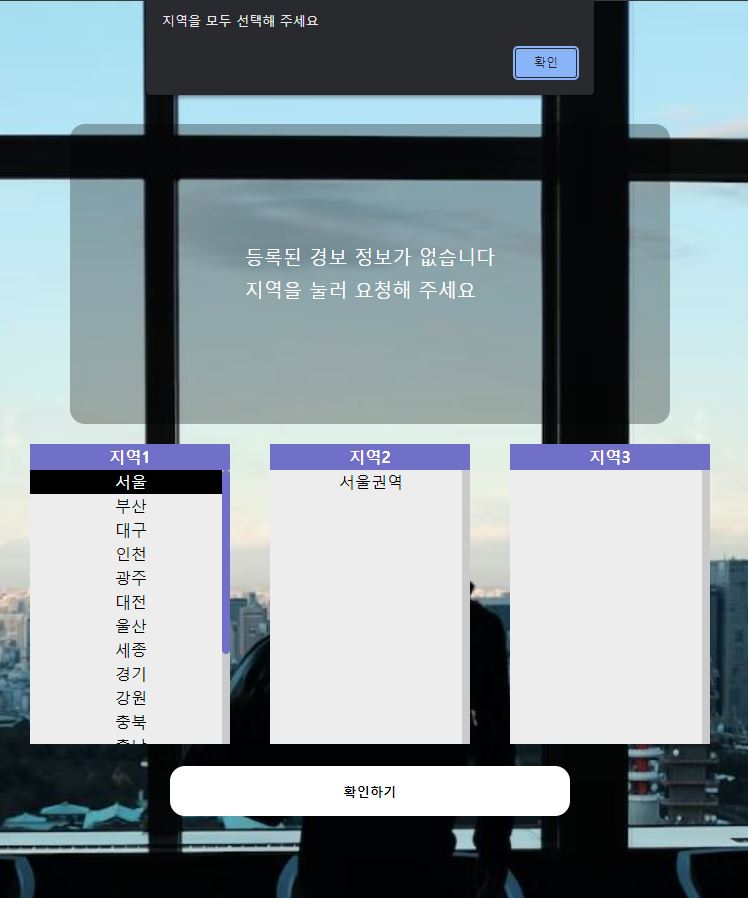 지역을 모두 선택해 주세요
확인
등록된 경보 정보가 없습니다
지역을 눌러 요청해 주세요
지역1
서울
부산
대구
인천
광주
대전
울산
세종
경기
강원
충북
지역2
서울권역
지역3
확인하기